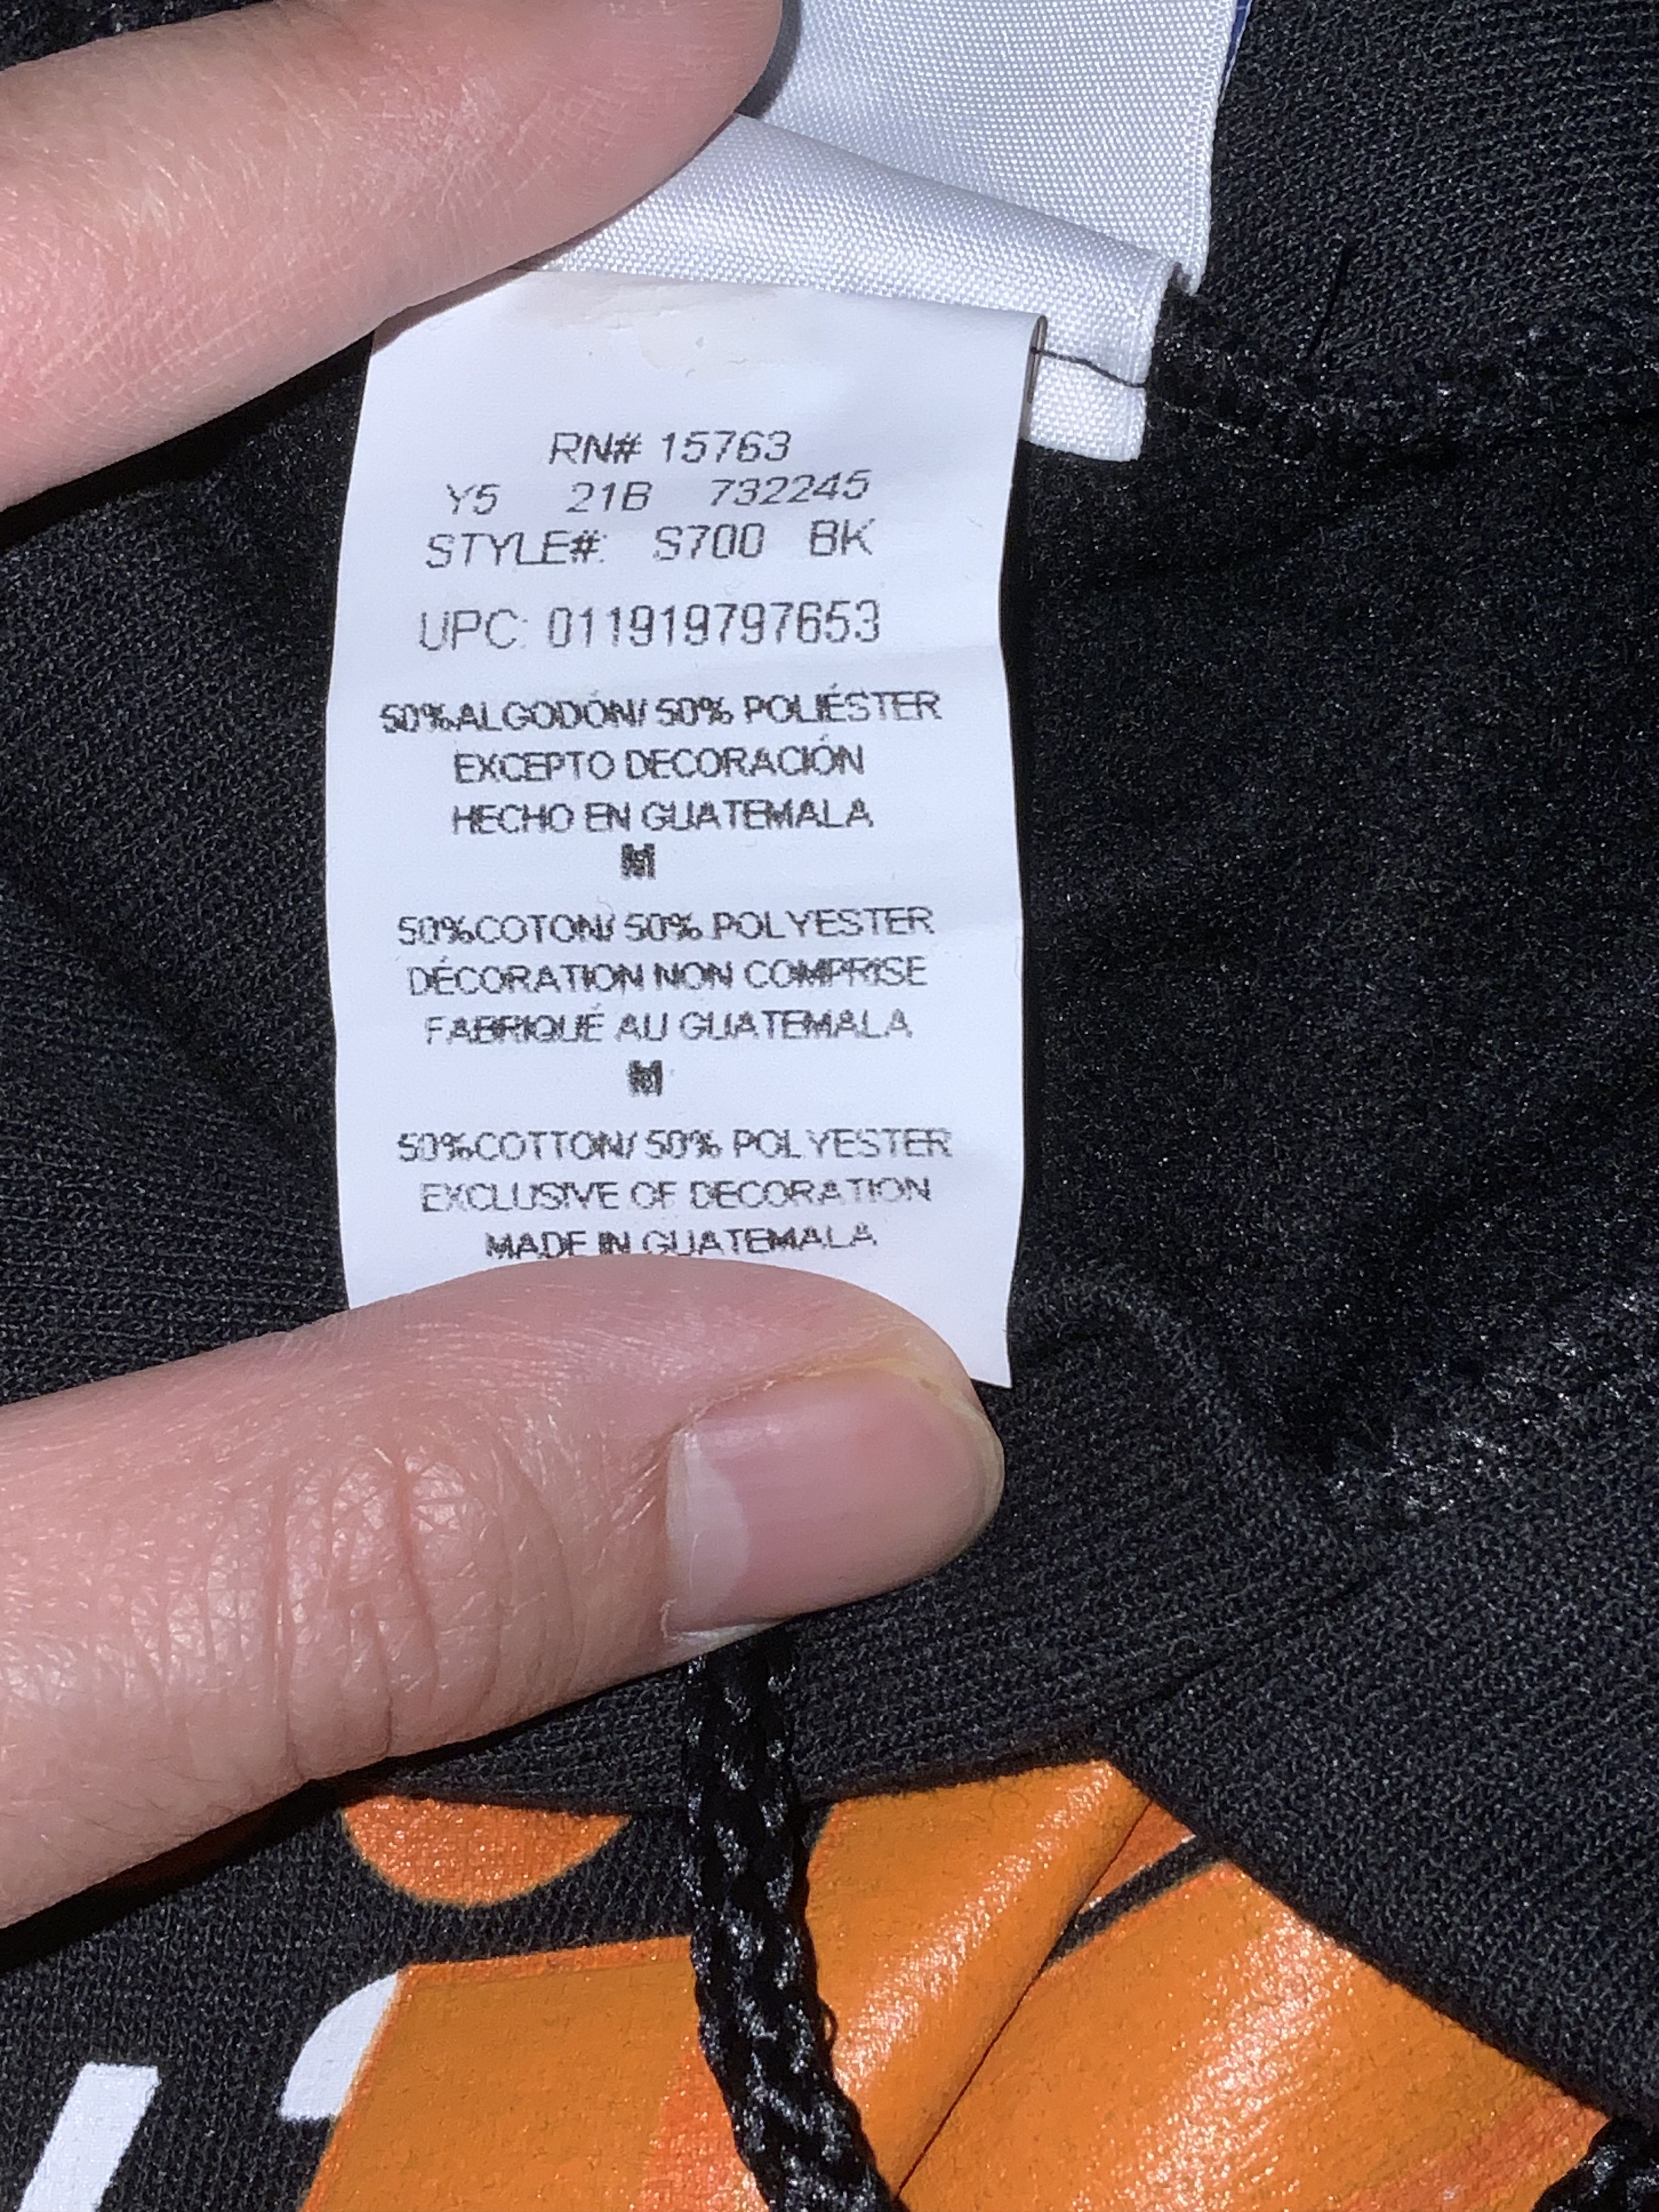 RN# 15763
Y5 21B 732245
STYLE#: S700 BK
UPC: 011919797653
50%ALGODÓN/ 50% POLIÉSTER
EXCEPTO DECORACIÓN
HECHO EN GUATEMALA
M
50%COTON/ 50% POLYESTER
DÉCORATION NON COMPRISE
FABRIQUÉ AU GUATEMALA
M
50%COTTON/ 50% POLYESTER
EXCLUSIVE OF DECORATION
MADE IN GUATEMALA